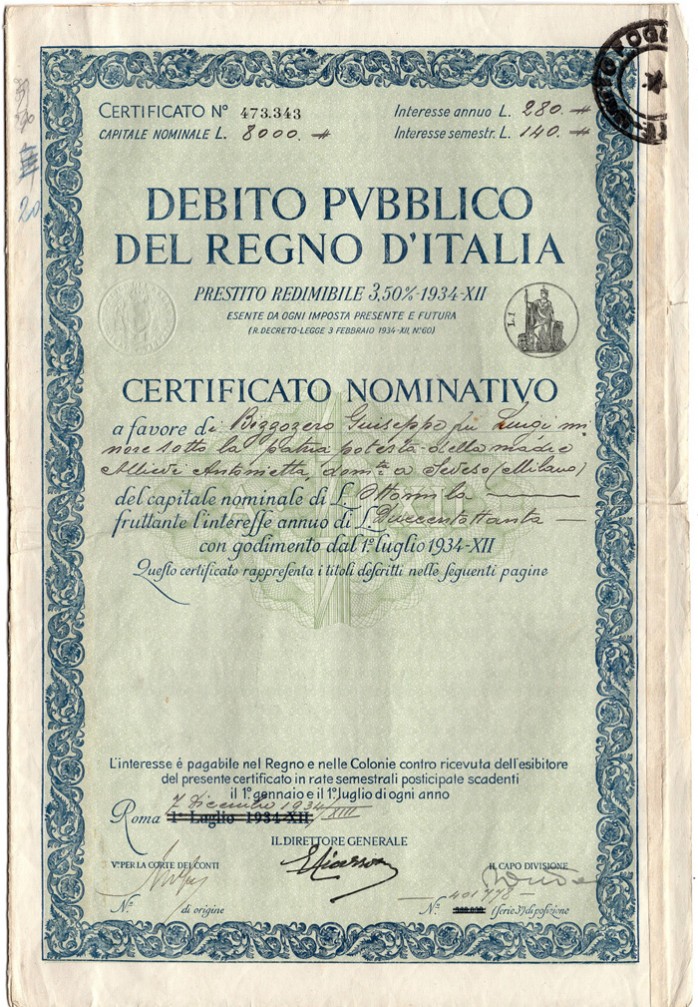 CERTIFICATO N° 473.343
Interesse annuo L. 280.
CAPITALE NOMINALE L. 8000.
Interesse semestr. L. 140.
20
DEBITO PVBBLICO
DEL REGNO D'ITALIA
PRESTITO REDIMIBILE 3,50%-1934-XII
ESENTE DA OGNI IMPOSTA PRESENTE E FUTURA
(R. DECRETO-LEGGE 3 FEBBRAIO 1934-XII, N° 60)
L.I
CERTIFICATO NOMINATIVO
a favore di Bizzozero Guiseppe fu Luigi mi
nore sotto la patria potestà della madre
Allievi Antonietta, dom.te a Seveso (Milano)
del capitale nominale di L. Ottomila
fruttante l'interesse annuo di L. Duecentottanta
con godimento dal 1° luglio 1934-XII
Questo certificato rappresenta i titoli descritti nelle seguenti pagine
L'interesse é pagabile nel Regno e nelle Colonie contro ricevuta dell'esibitore
del presente certificato in rate semestrali posticipate scadenti
il 1° gennaio e il 1° luglio di ogni anno
7 Dicembre 1934/XIII
Roma 1° Luglio 1934-XII
IL DIRETTORE GENERALE
V° PER LA CORTE DEI CONTI
IL CAPO DIVISIONE
N° di origine
N° 401778 (serie 3ª) di posizione